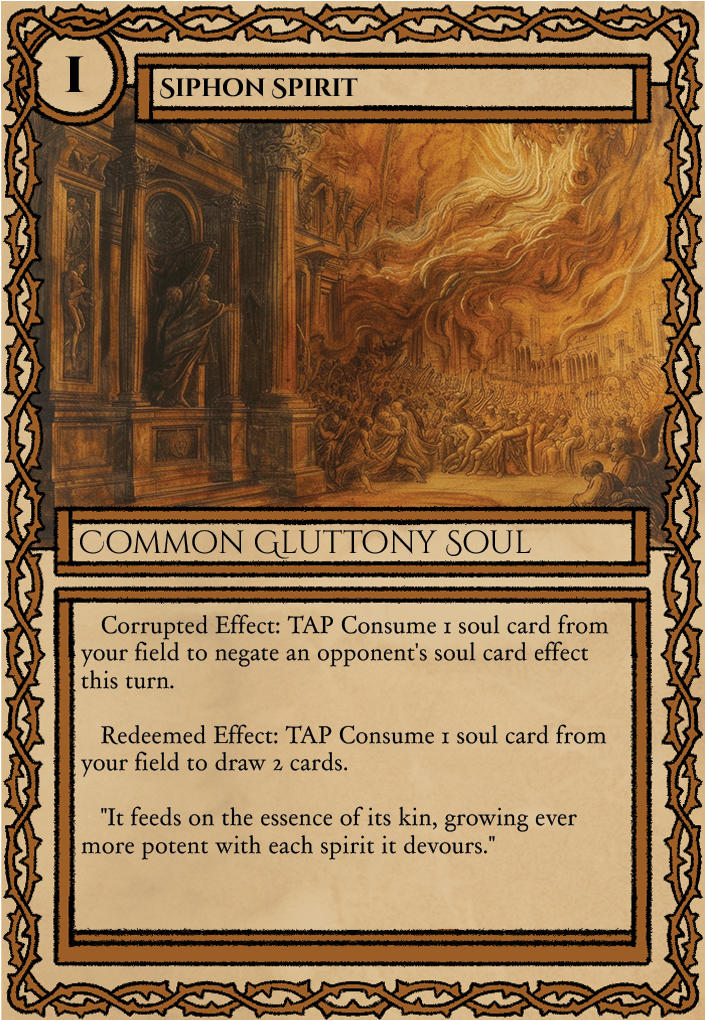 I
Siphon Spirit
Common Gluttony Soul
Corrupted Effect: TAP Consume 1 soul card from
your field to negate an opponent's soul card effect
this turn.
Redeemed Effect: TAP Consume 1 soul card from
your field to draw 2 cards.
"It feeds on the essence of its kin, growing ever
more potent with each spirit it devours."